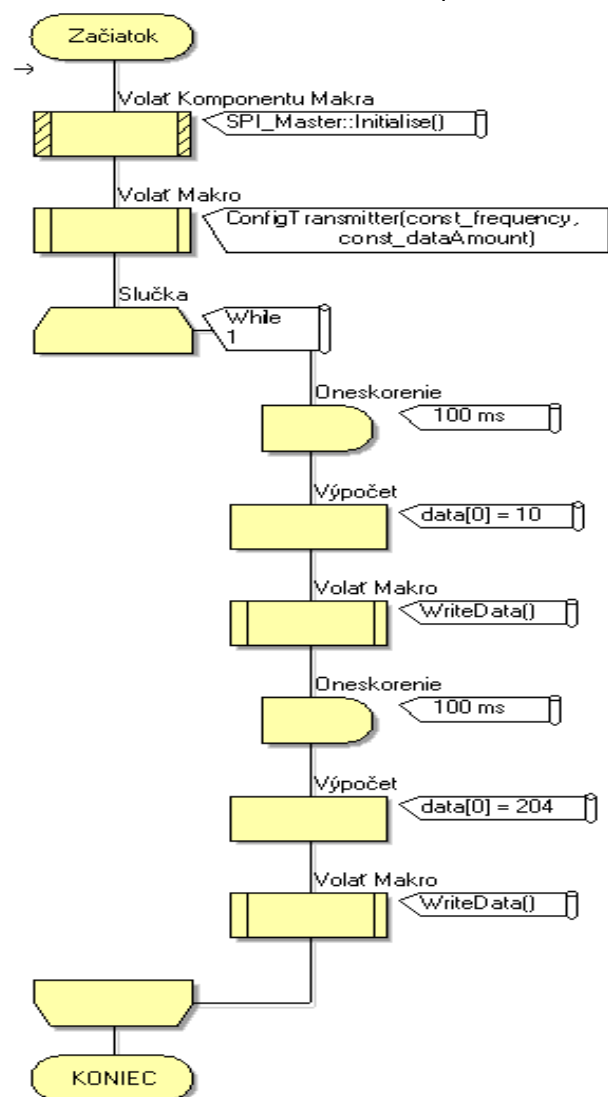 Začiatok
Volať Komponentu Makra
SPI_Master::Initialise()
Volať Makro
ConfigTransmitter(const_frequency,
const_dataAmount)
Slučka
While
1
Oneskorenie
100 ms
Výpočet
data[0] = 10
Volať Makro
WriteData()
Oneskorenie
100 ms
Výpočet
data[0] = 204
Volať Makro
WriteData()
KONIEC